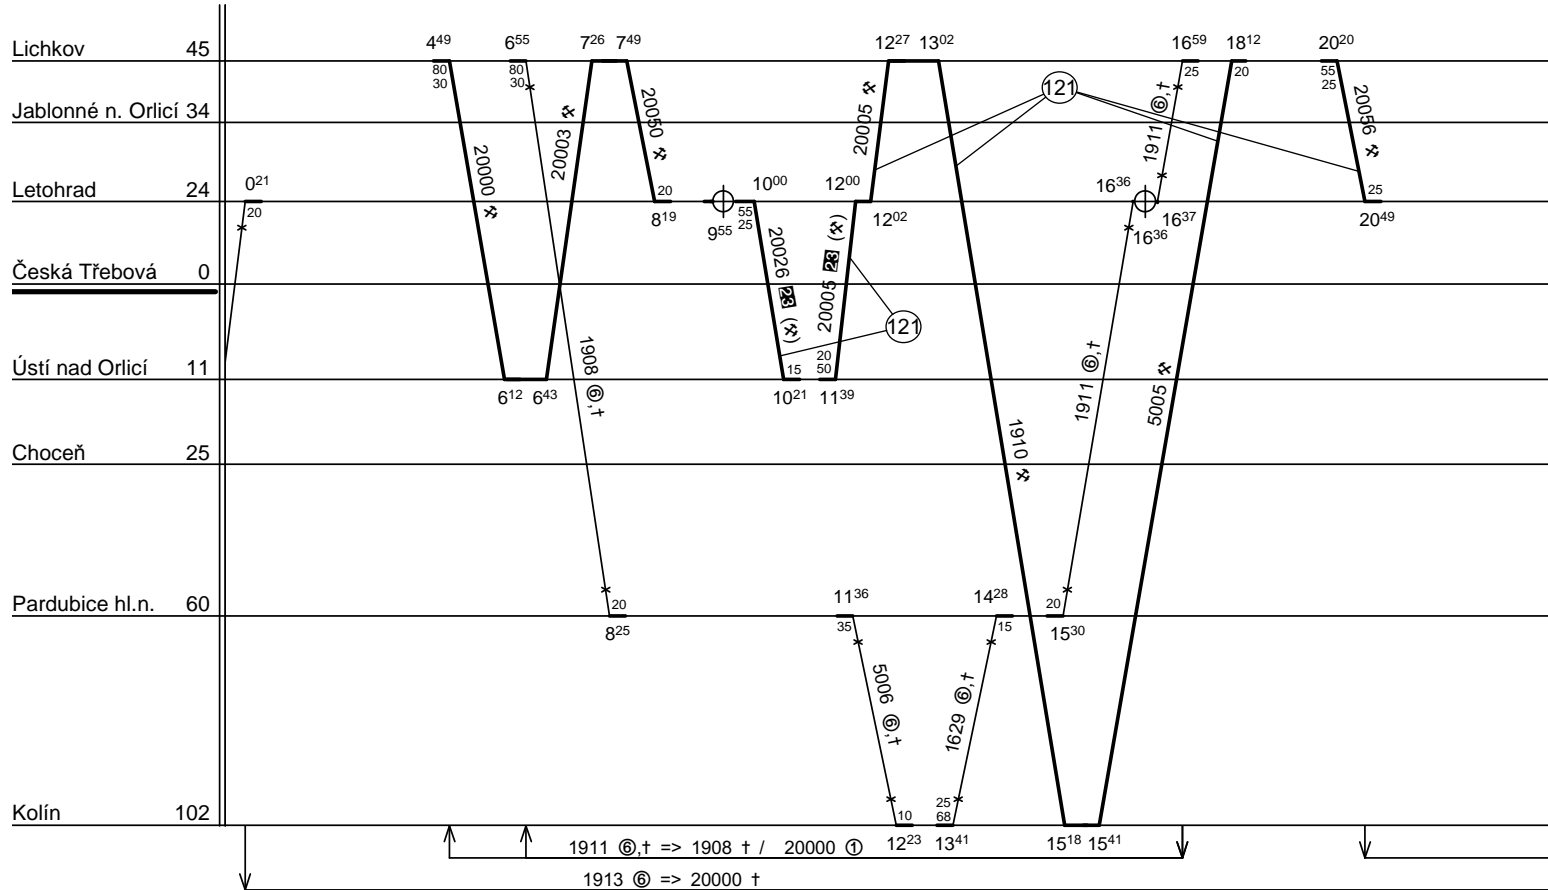 Lichkov 45 4⁴⁹ 6⁵⁵ 7²⁶ 7⁴⁹ 12²⁷ 13⁰² 16⁵⁹ 18¹² 20²⁰
80 80 25 20 55
30 30 25
Jablonné n. Orlicí 34
121
20000 ⚒
20003 ⚒
20050 ⚒
20005 ⚒
1911 ⑥,†
20056 ⚒
Letohrad 24 0²¹ 10⁰⁰ 12⁰⁰ 16³⁶
20 20 55 25
25
8¹⁹ 9⁵⁵ 12⁰² 16³⁶ 16³⁷ 20⁴⁹
20026 23 (⚒)
20005 23 (⚒)
Česká Třebová 0
121
1908 ⑥,†
1911 ⑥,†
5005 ⚒
Ústí nad Orlicí 11
15 20
50
6¹² 6⁴³ 10²¹ 11³⁹
1910 ⚒
Choceň 25
Pardubice hl.n. 60 11³⁶ 14²⁸
20 35 15 20
8²⁵ 15³⁰
5006 ⑥,†
1629 ⑥,†
Kolín 102
10 25
68
12²³ 13⁴¹ 15¹⁸ 15⁴¹
1911 ⑥,† => 1908 † / 20000 ①
1913 ⑥ => 20000 †